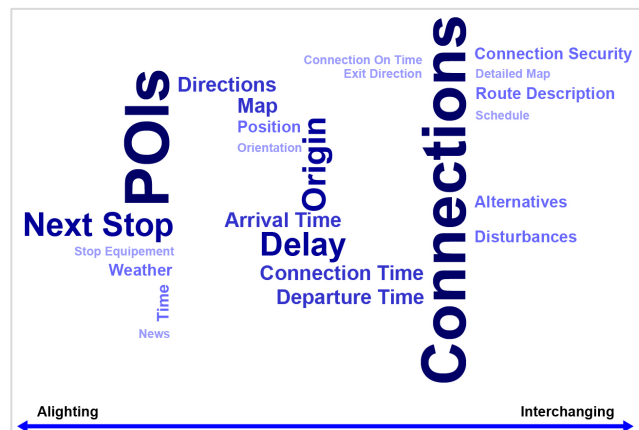 POIs
Next Stop
Stop Equipement
Weather
Time
News
Directions
Map
Position
Orientation
Origin
Arrival Time
Delay
Connection Time
Departure Time
Connection On Time
Exit Direction
Connections
Connection Security
Detailed Map
Route Description
Schedule
Alternatives
Disturbances
Alighting
Interchanging